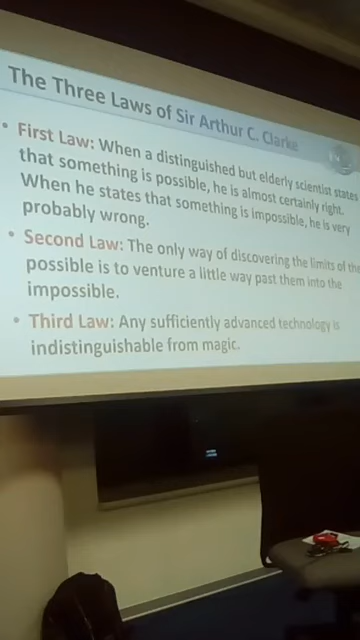 The Three Laws of Sir Arthur C. Clarke
• First Law: When a distinguished but elderly scientist states
that something is possible, he is almost certainly right.
When he states that something is impossible, he is very
probably wrong.
• Second Law: The only way of discovering the limits of the
possible is to venture a little way past them into the
impossible.
• Third Law: Any sufficiently advanced technology is
indistinguishable from magic.